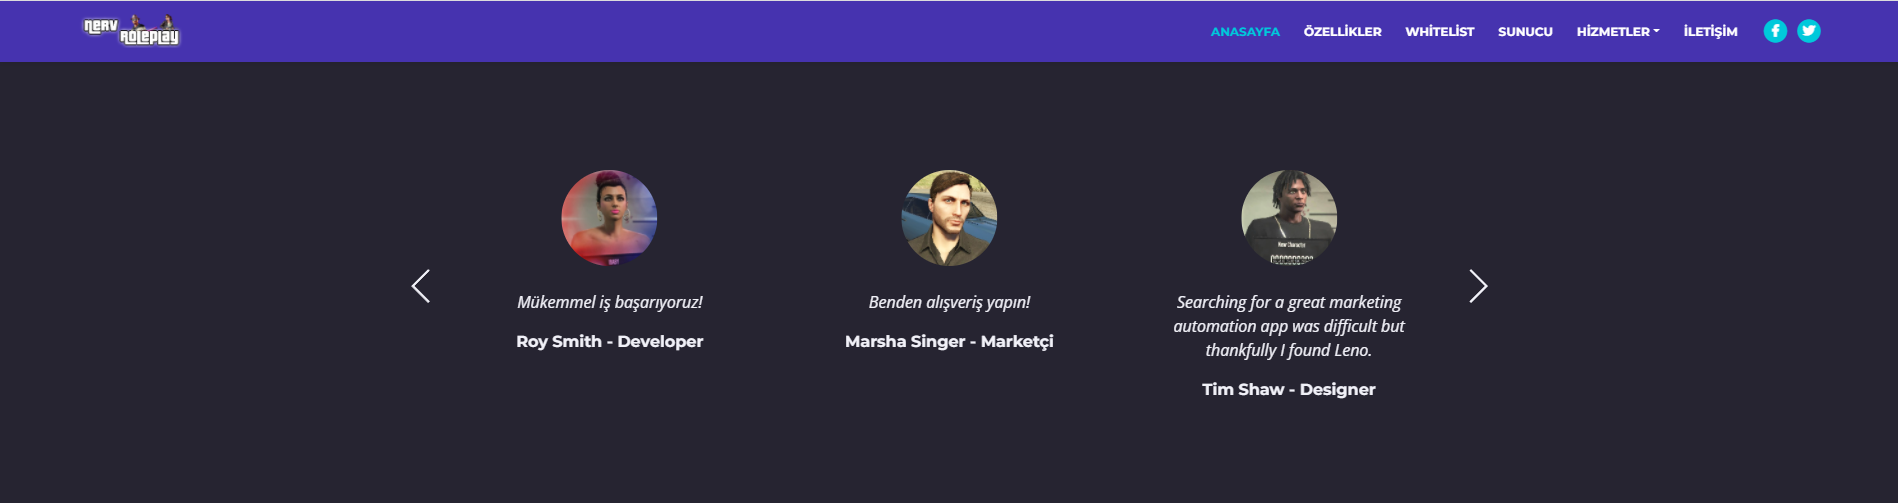 NERV
ROLEPLAY
ANASAYFA ÖZELLİKLER WHİTELİST SUNUCU HİZMETLER İLETİŞİM
New Character
Mükemmel iş başarıyoruz!
Roy Smith - Developer
Benden alışveriş yapın!
Marsha Singer - Marketçi
Searching for a great marketing
automation app was difficult but
thankfully I found Leno.
Tim Shaw - Designer